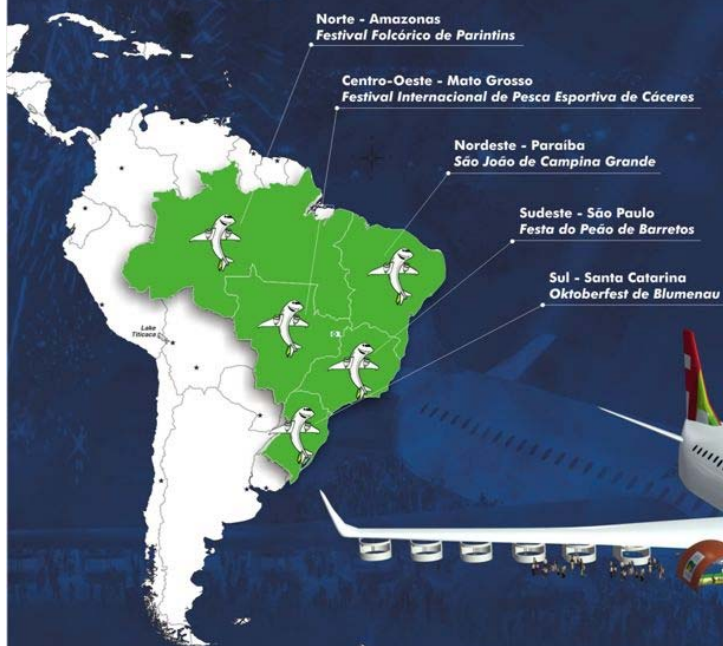 Norte - Amazonas
Festival Folcórico de Parintins
Centro-Oeste - Mato Grosso
Festival Internacional de Pesca Esportiva de Cáceres
Nordeste - Paraíba
São João de Campina Grande
Sudeste - São Paulo
Festa do Peão de Barretos
Sul - Santa Catarina
Oktoberfest de Blumenau
Lake
Titicaca